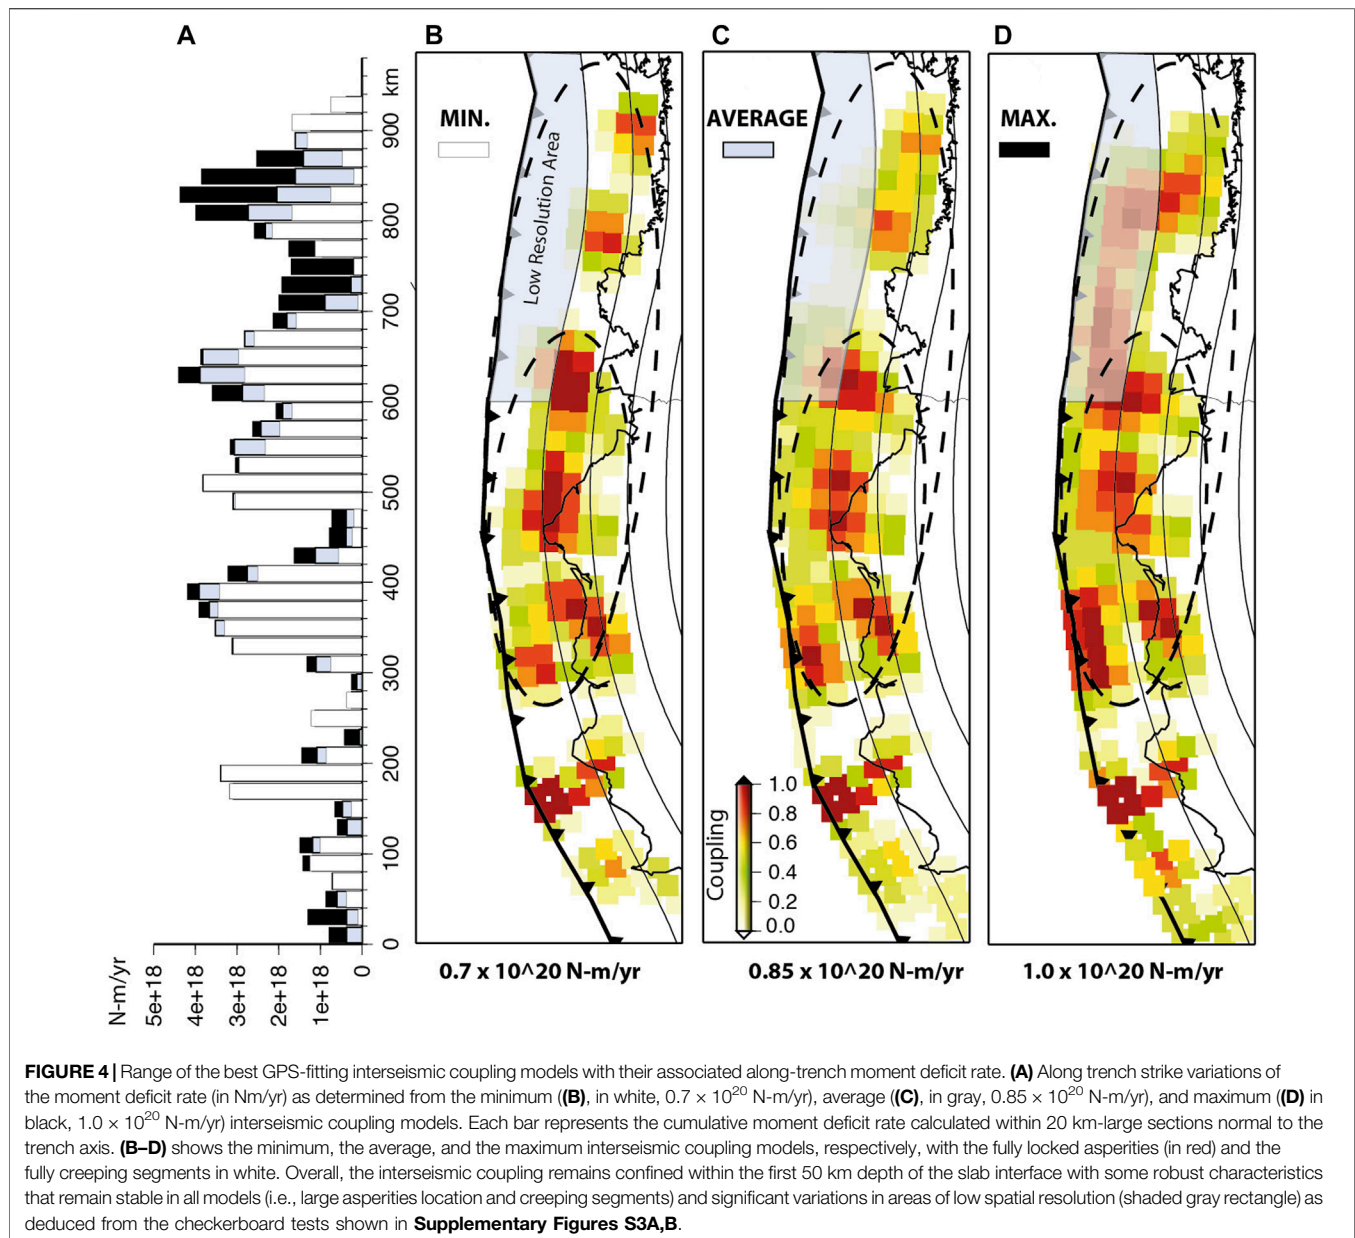 A
B
C
D
km
900
800
700
600
500
400
300
200
100
0
N-m/yr
5e+18
4e+18
3e+18
2e+18
1e+18
0
MIN.
Low Resolution Area
0.7 x 10^20 N-m/yr
AVERAGE
Coupling
1.0
0.8
0.6
0.4
0.2
0.0
0.85 x 10^20 N-m/yr
MAX.
1.0 x 10^20 N-m/yr
FIGURE 4 | Range of the best GPS-fitting interseismic coupling models with their associated along-trench moment deficit rate. (A) Along trench strike variations of
the moment deficit rate (in Nm/yr) as determined from the minimum ((B), in white, 0.7 × 10²⁰ N-m/yr), average ((C), in gray, 0.85 × 10²⁰ N-m/yr), and maximum ((D) in
black, 1.0 × 10²⁰ N-m/yr) interseismic coupling models. Each bar represents the cumulative moment deficit rate calculated within 20 km-large sections normal to the
trench axis. (B–D) shows the minimum, the average, and the maximum interseismic coupling models, respectively, with the fully locked asperities (in red) and the
fully creeping segments in white. Overall, the interseismic coupling remains confined within the first 50 km depth of the slab interface with some robust characteristics
that remain stable in all models (i.e., large asperities location and creeping segments) and significant variations in areas of low spatial resolution (shaded gray rectangle) as
deduced from the checkerboard tests shown in Supplementary Figures S3A,B.